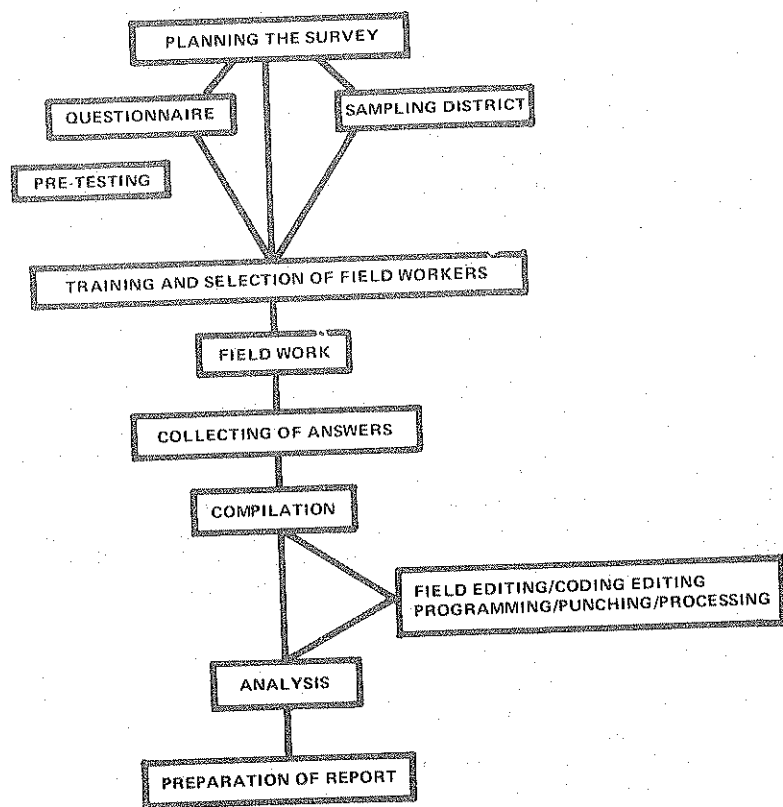 PLANNING THE SURVEY
QUESTIONNAIRE
SAMPLING DISTRICT
PRE-TESTING
TRAINING AND SELECTION OF FIELD WORKERS
FIELD WORK
COLLECTING OF ANSWERS
COMPILATION
FIELD EDITING/CODING EDITING
PROGRAMMING/PUNCHING/PROCESSING
ANALYSIS
PREPARATION OF REPORT